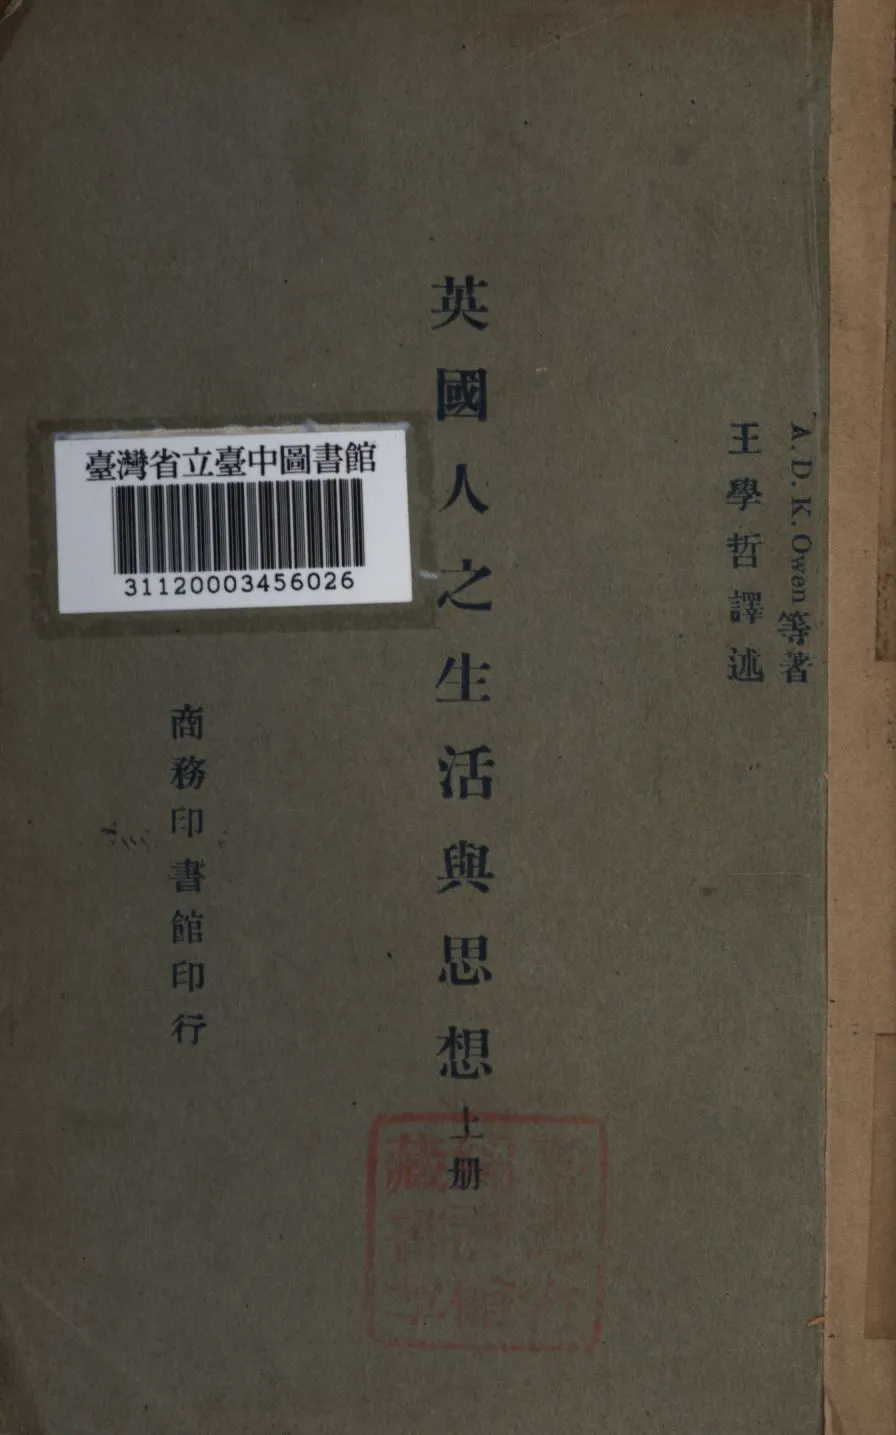 A. D. K. Owen 等著
王學哲譯述
英國人之生活與思想 上册
商務印書館印行
臺灣省立臺中圖書館
31120003456026